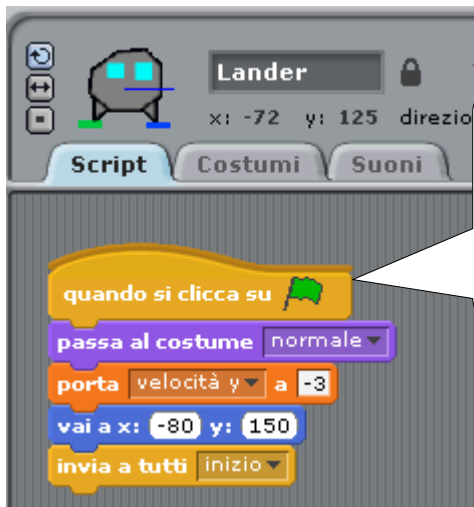 Lander
x: -72 y: 125 direzio
Script Costumi Suoni
quando si clicca su
passa al costume normale
porta velocità y a -3
vai a x: -80 y: 150
invia a tutti inizio